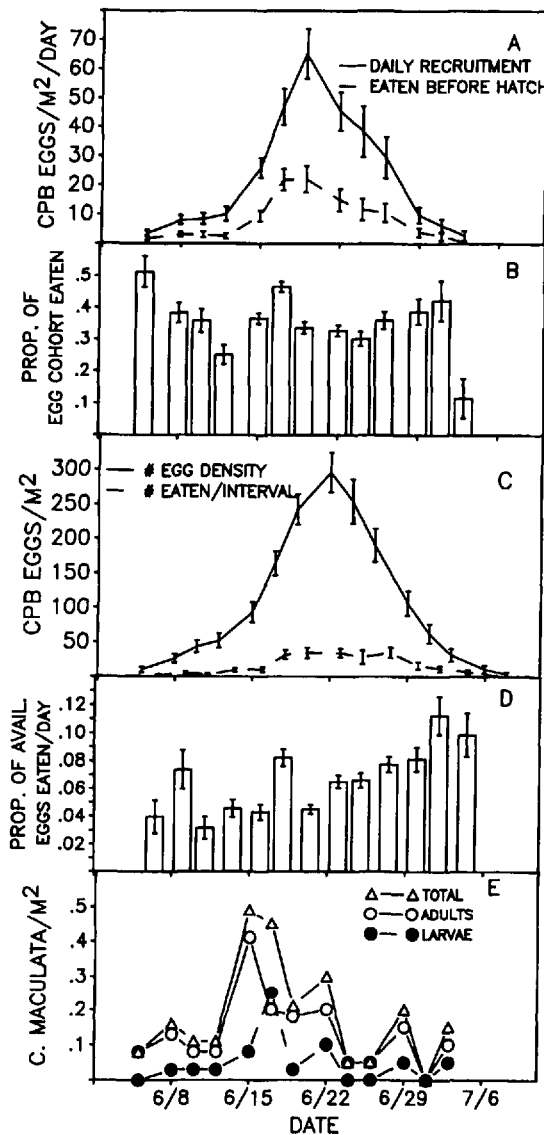 A
CPB EGGS/M²/DAY
70
60
50
40
30
20
10
DAILY RECRUITMENT
EATEN BEFORE HATCH
B
PROP. OF
EGG COHORT EATEN
.5
.4
.3
.2
.1
C
CPB EGGS/M²
300
250
200
150
100
50
# EGG DENSITY
# EATEN/INTERVAL
D
PROP. OF AVAIL.
EGGS EATEN/DAY
0.12
.10
.08
.06
.04
.02
E
C. MACULATA/M²
.5
.4
.3
.2
.1
TOTAL
ADULTS
LARVAE
6/8 6/15 6/22 6/29 7/6
DATE